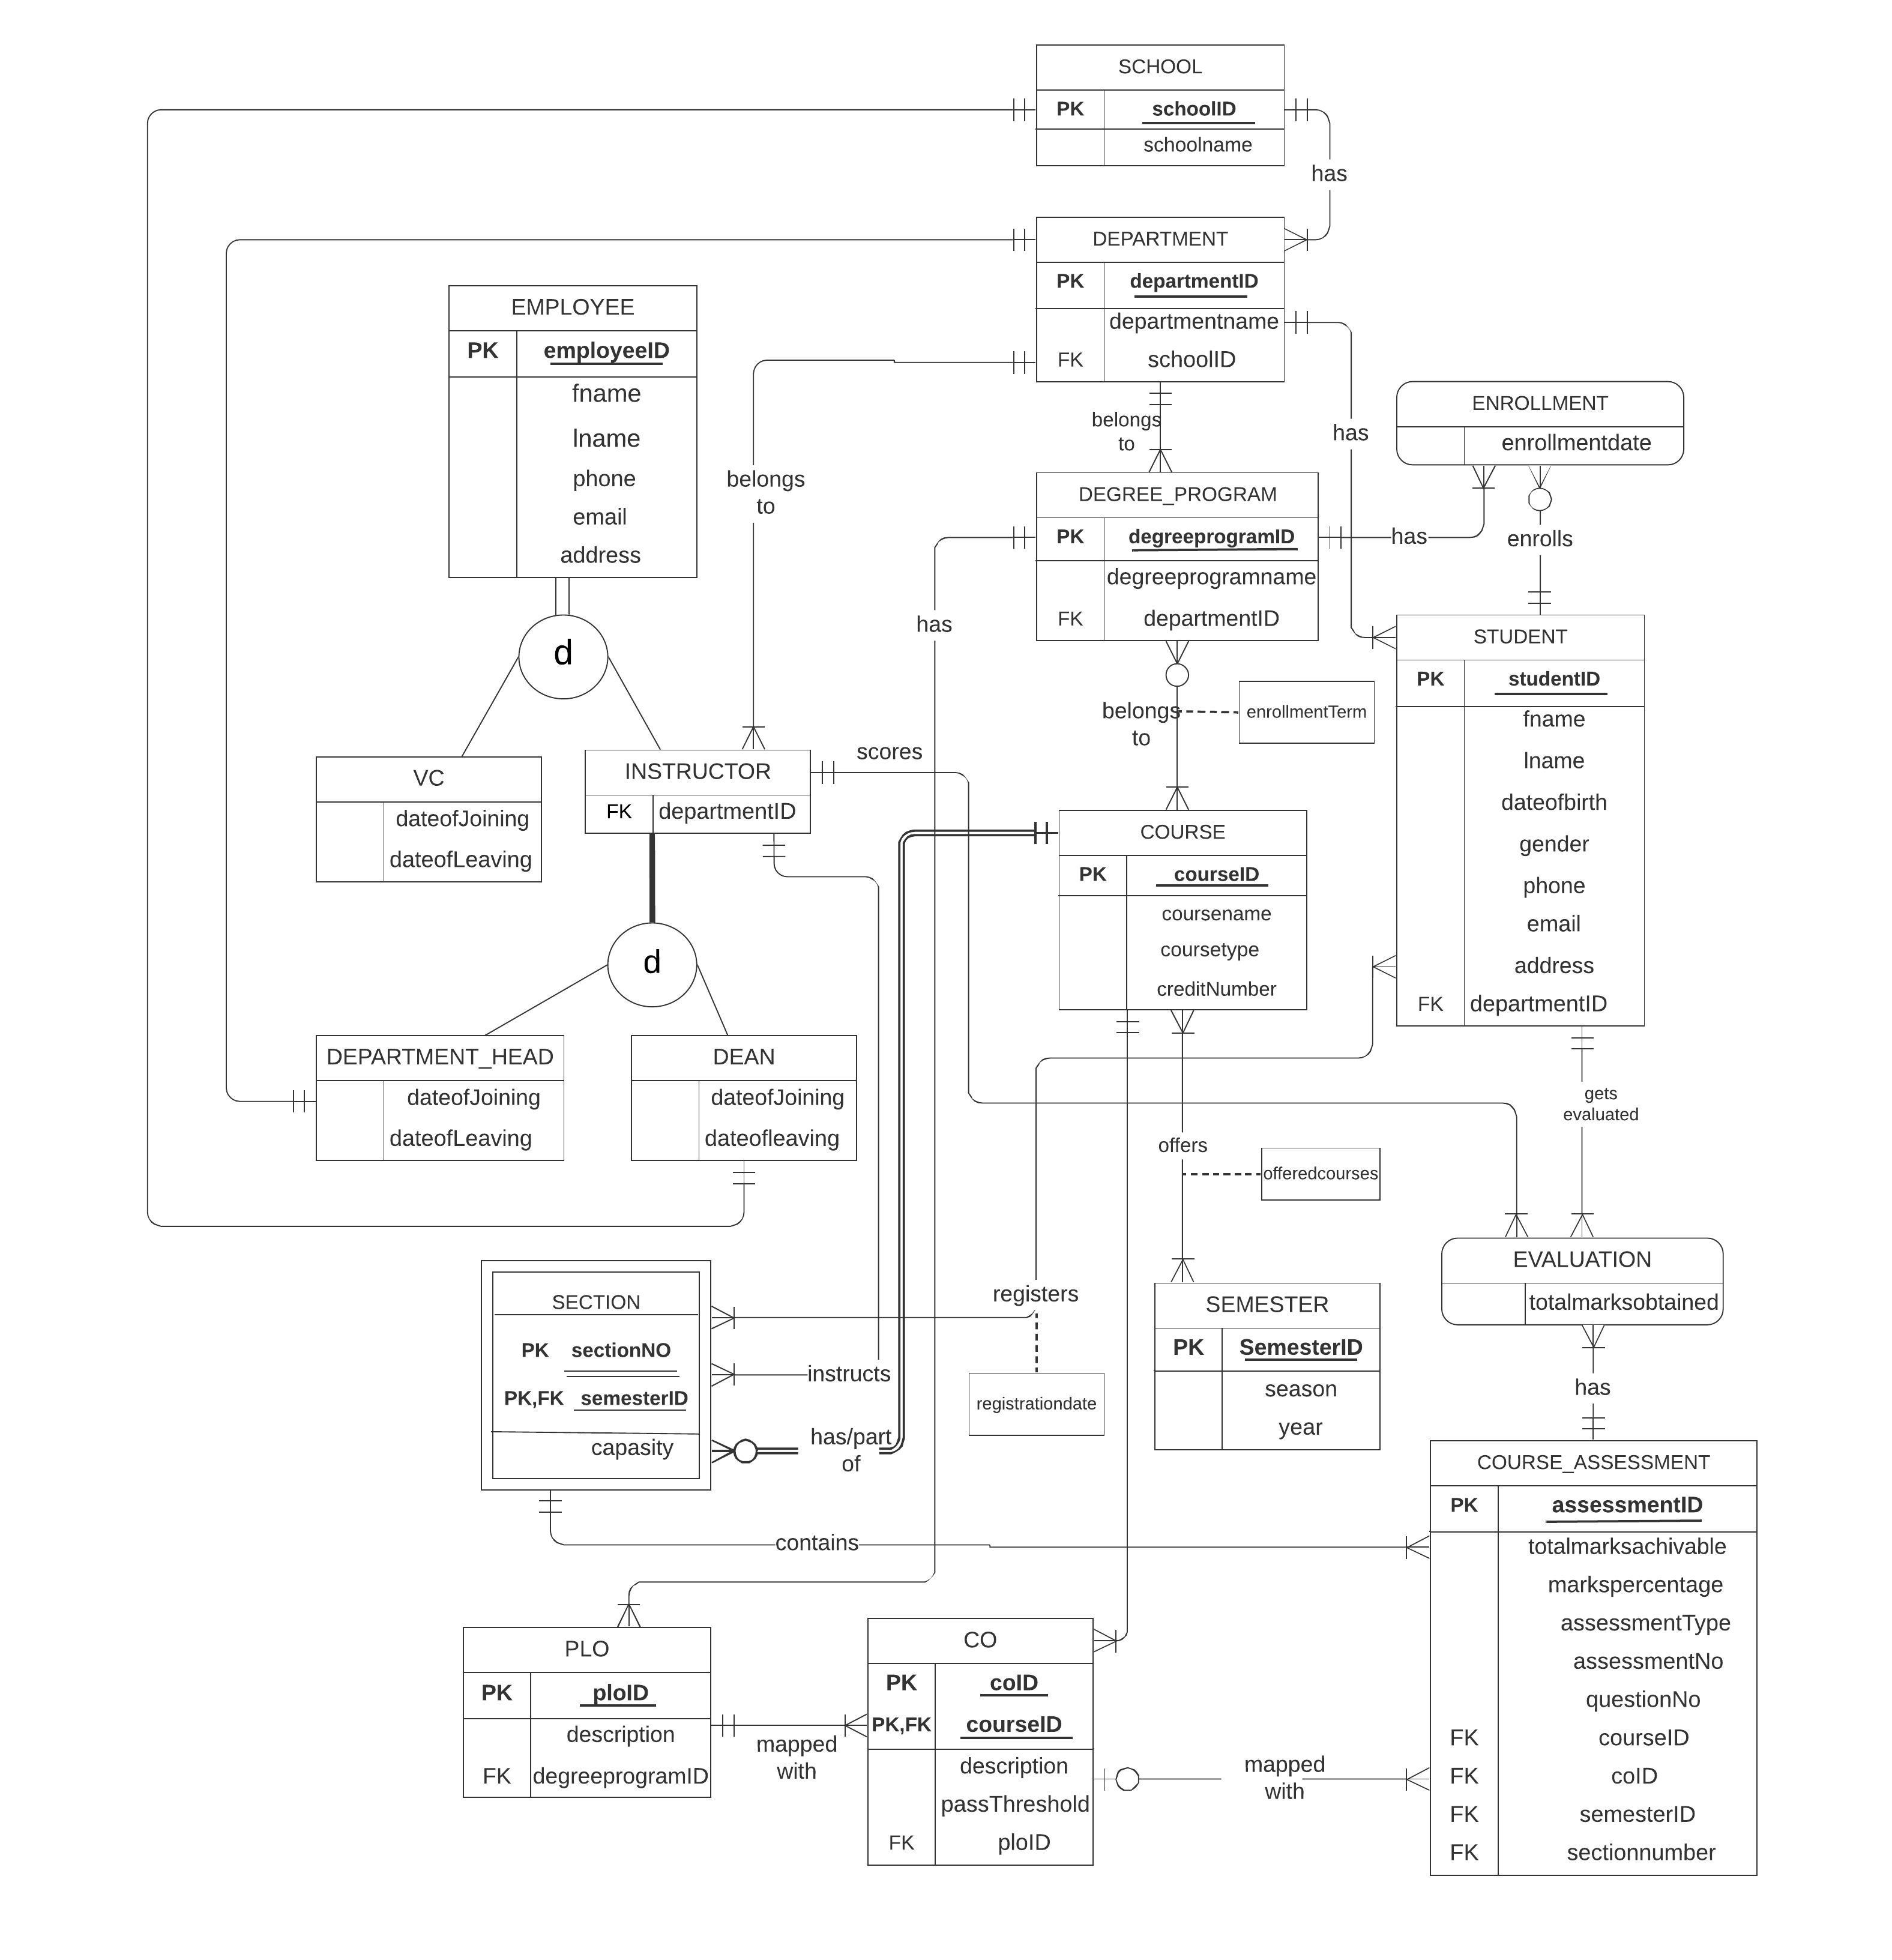 SCHOOL
PK schoolID
schoolname
has
DEPARTMENT
PK departmentID
departmentname
FK schoolID
EMPLOYEE
PK employeeID
fname
lname
phone
email
address
belongs
to
belongs
to
has
ENROLLMENT
enrollmentdate
DEGREE_PROGRAM
PK degreeprogramID
degreeprogramname
FK departmentID
has
enrolls
has
d
STUDENT
PK studentID
fname
lname
dateofbirth
gender
phone
email
address
FK departmentID
belongs
to
enrollmentTerm
scores
VC
dateofJoining
dateofLeaving
INSTRUCTOR
FK departmentID
COURSE
PK courseID
coursename
coursetype
creditNumber
d
DEPARTMENT_HEAD
dateofJoining
dateofLeaving
DEAN
dateofJoining
dateofleaving
gets
evaluated
offers
offeredcourses
EVALUATION
totalmarksobtained
SECTION
PK sectionNO
PK,FK semesterID
capasity
registers
instructs
registrationdate
has/part
of
SEMESTER
PK SemesterID
season
year
has
COURSE_ASSESSMENT
PK assessmentID
totalmarksachivable
markspercentage
assessmentType
assessmentNo
questionNo
FK courseID
FK coID
FK semesterID
FK sectionnumber
contains
PLO
PK ploID
description
FK degreeprogramID
mapped
with
CO
PK coID
PK,FK courseID
description
passThreshold
FK ploID
mapped
with